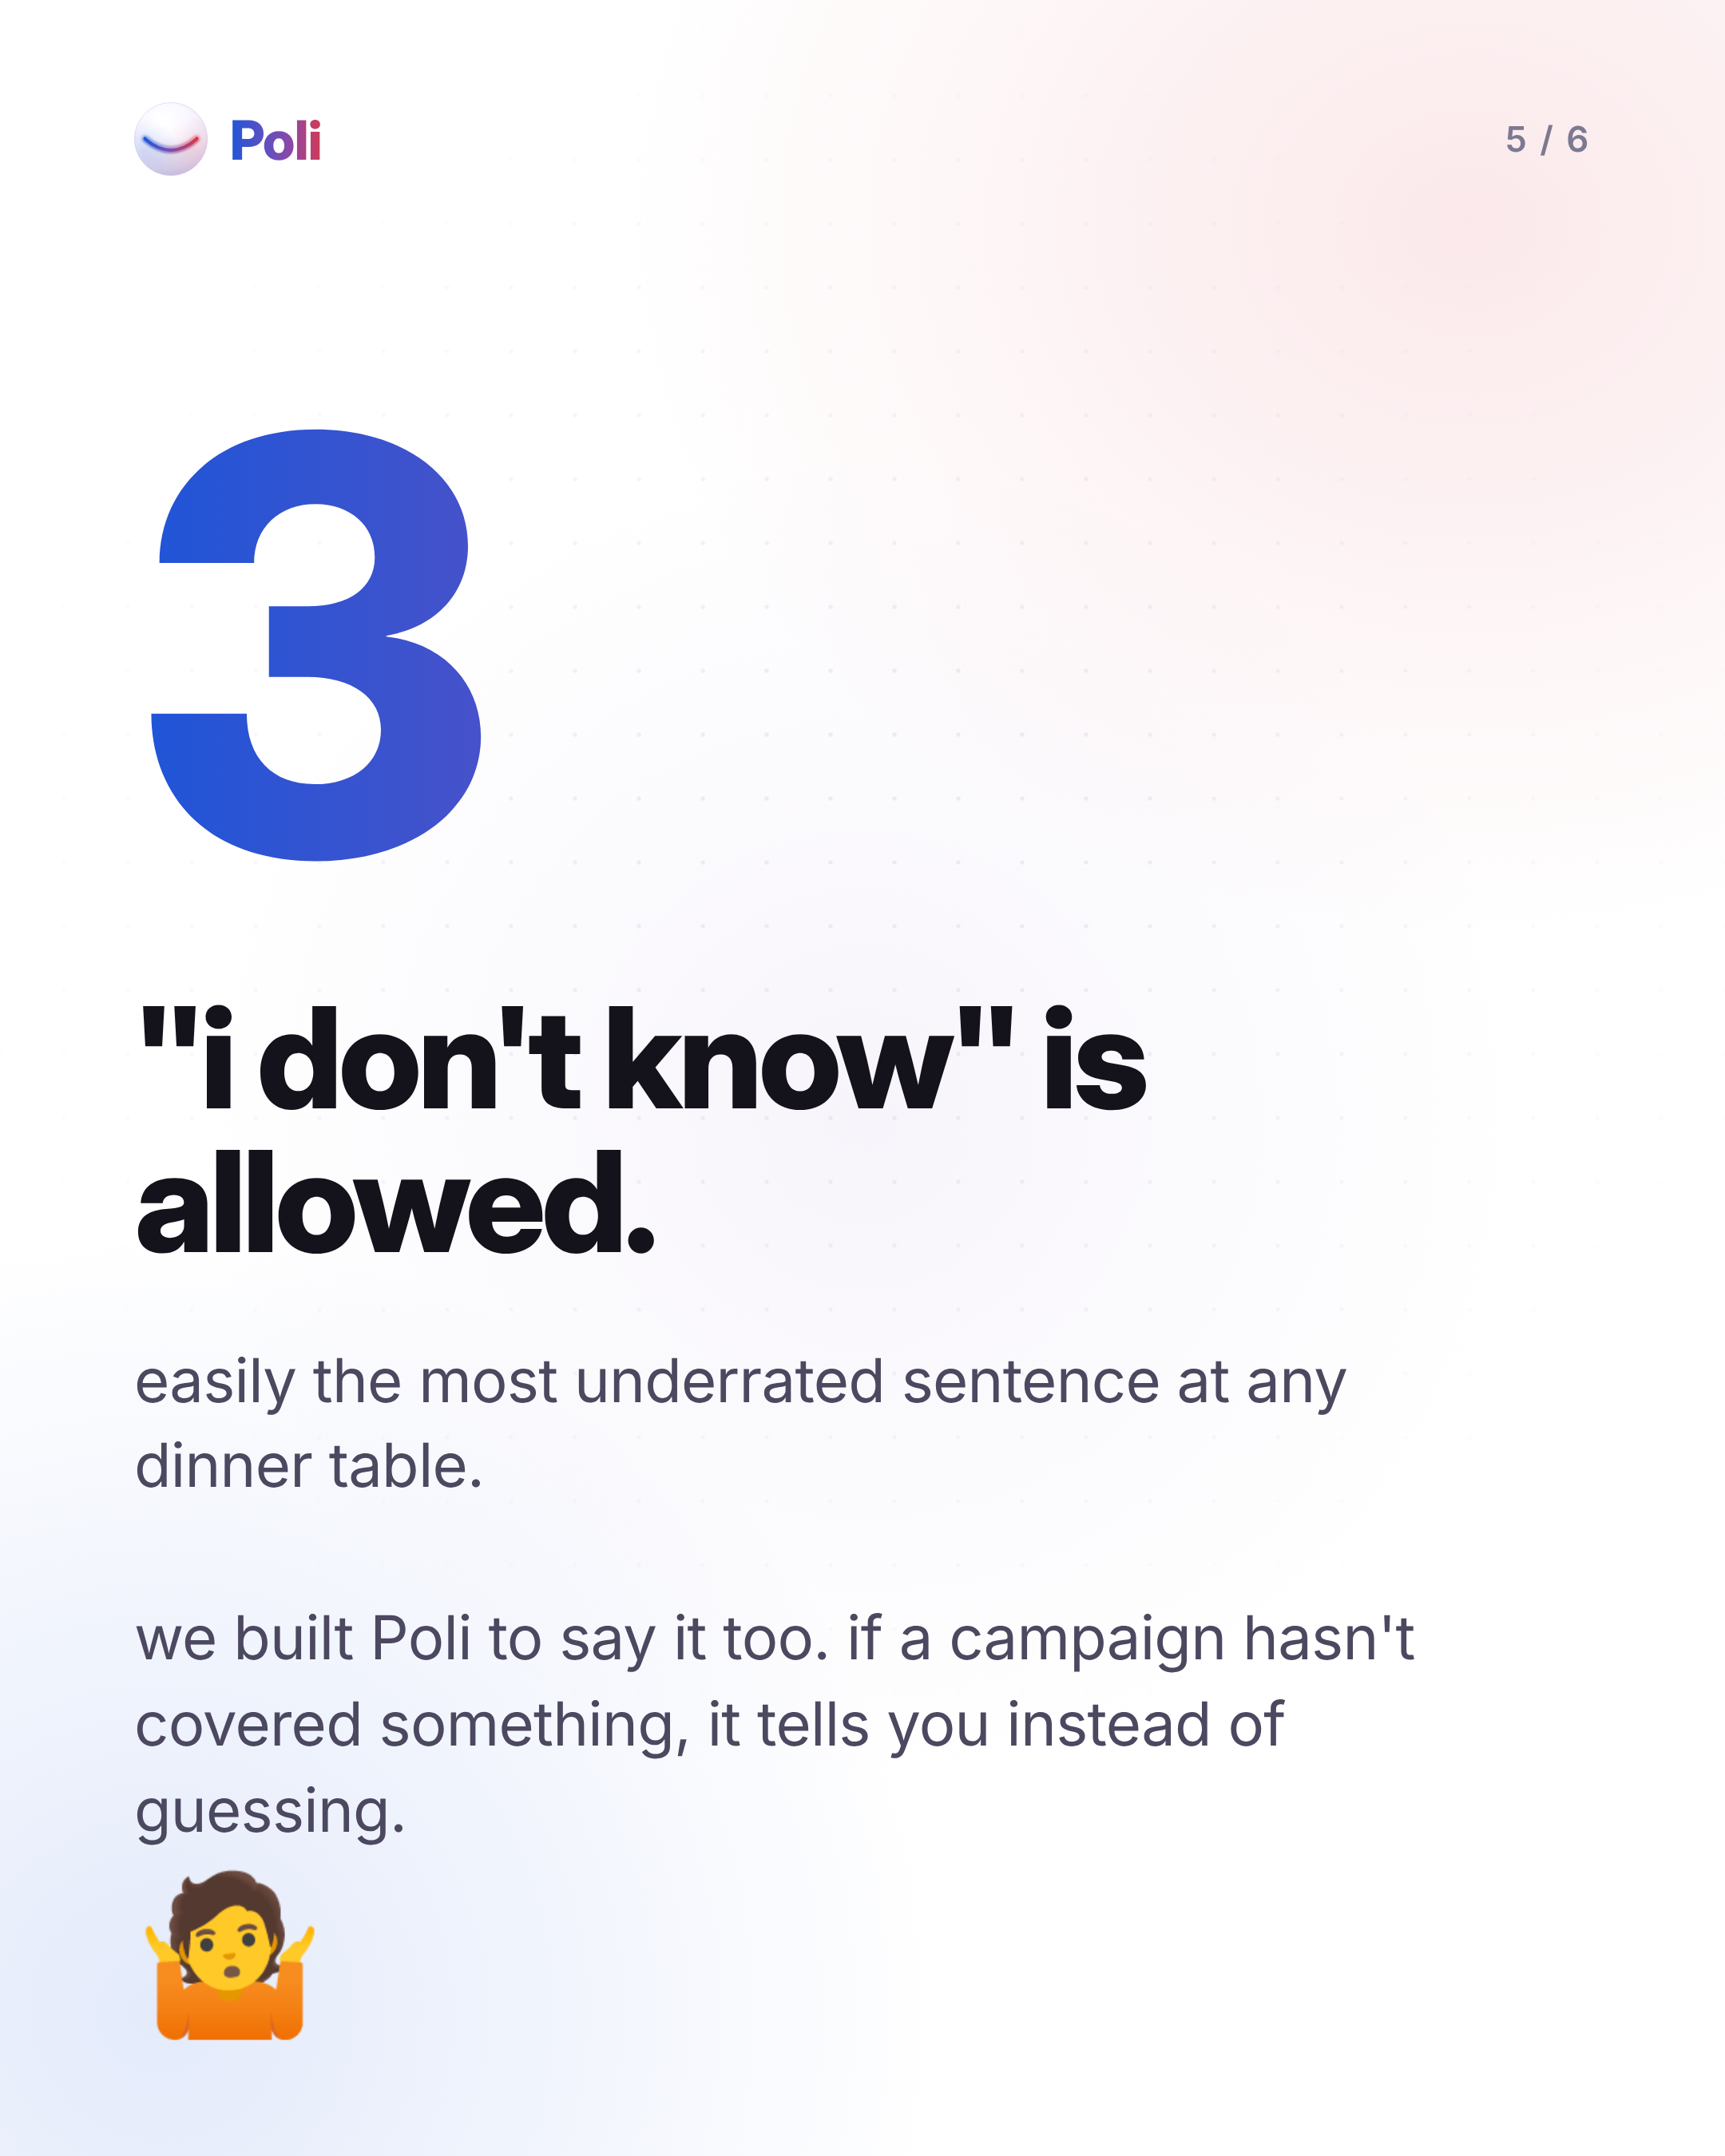 Poli
5 / 6
3
"i don't know" is
allowed.
easily the most underrated sentence at any
dinner table.
we built Poli to say it too. if a campaign hasn't
covered something, it tells you instead of
guessing.